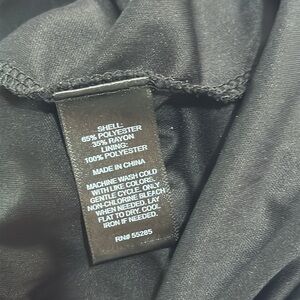 SHELL:
65% POLYESTER
35% RAYON
LINING:
100% POLYESTER
MADE IN CHINA
MACHINE WASH COLD
WITH LIKE COLORS.
GENTLE CYCLE. ONLY
NON-CHLORINE BLEACH
WHEN NEEDED. LAY
FLAT TO DRY. COOL
IRON IF NEEDED.
RN# 55285